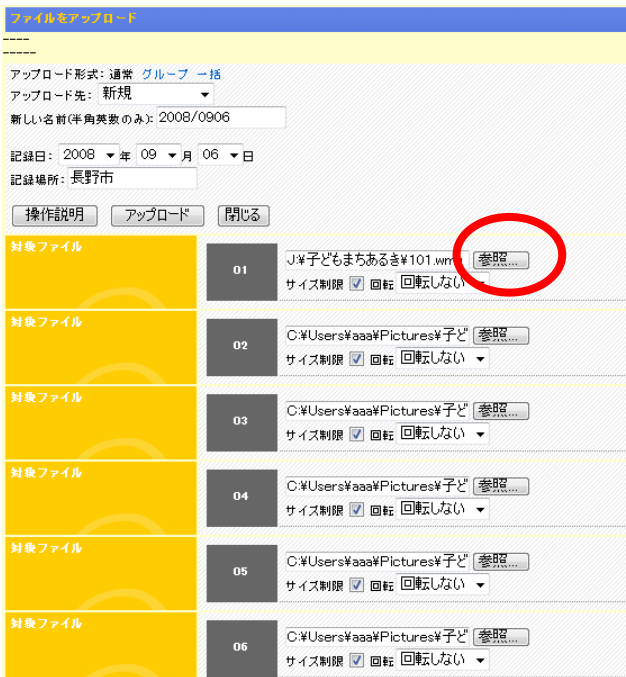 ファイルをアップロード
----
-----
アップロード形式: 通常 グループ 一括
アップロード先: 新規
新しい名前(半角英数のみ): 2008/0906
記録日: 2008 年 09 月 06 日
記録場所: 長野市
操作説明 アップロード 閉じる
対象ファイル
01
J:¥子どもまちあるき¥101.wm 参照...
サイズ制限 回転 回転しない
対象ファイル
02
C:¥Users¥aaa¥Pictures¥子ど 参照...
サイズ制限 回転 回転しない
対象ファイル
03
C:¥Users¥aaa¥Pictures¥子ど 参照...
サイズ制限 回転 回転しない
対象ファイル
04
C:¥Users¥aaa¥Pictures¥子ど 参照...
サイズ制限 回転 回転しない
対象ファイル
05
C:¥Users¥aaa¥Pictures¥子ど 参照...
サイズ制限 回転 回転しない
対象ファイル
06
C:¥Users¥aaa¥Pictures¥子ど 参照...
サイズ制限 回転 回転しない